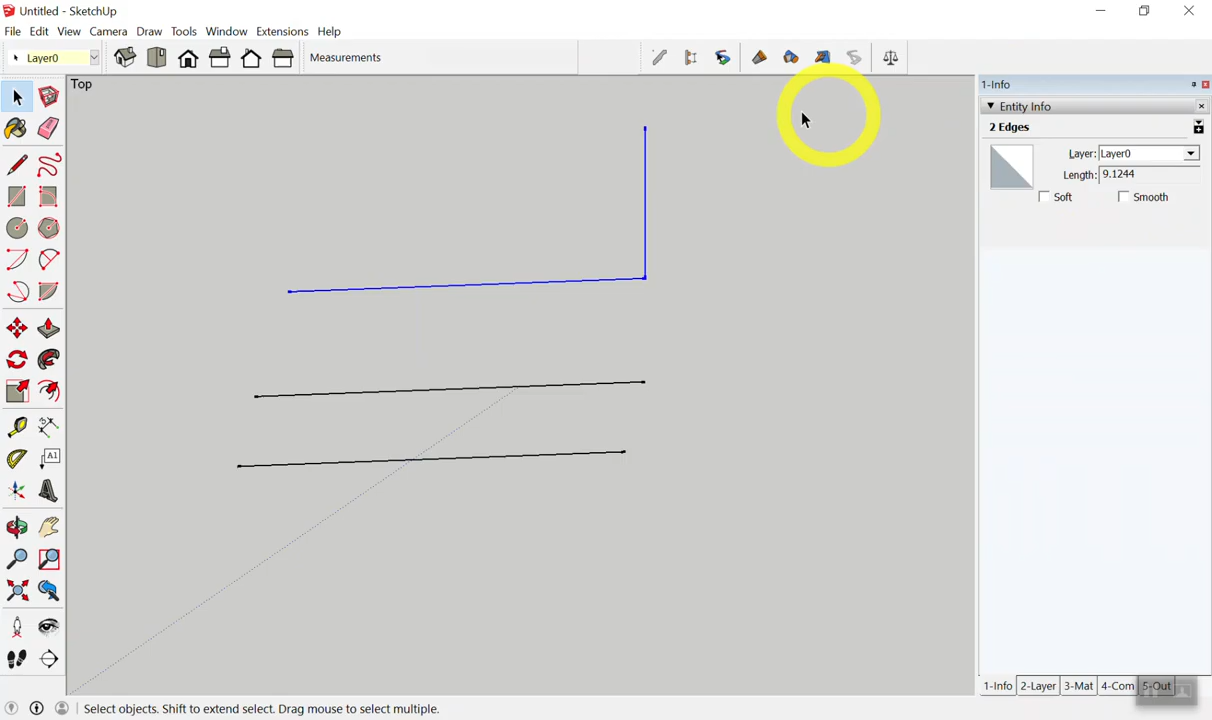 Untitled - SketchUp
File Edit View Camera Draw Tools Window Extensions Help
Layer0
Measurements
Top
1-Info
Entity Info
2 Edges
Layer: Layer0
Length: 9.1244
Soft Smooth
A1
1-Info 2-Layer 3-Mat 4-Com 5-Out
Select objects. Shift to extend select. Drag mouse to select multiple.